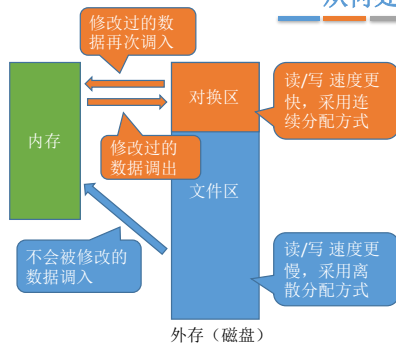 修改过的数
据再次调入
内存
对换区
读/写 速度更
快，采用连
续分配方式
修改过的
数据调出
文件区
不会被修改的
数据调入
读/写 速度更
慢，采用离
散分配方式
外存（磁盘）